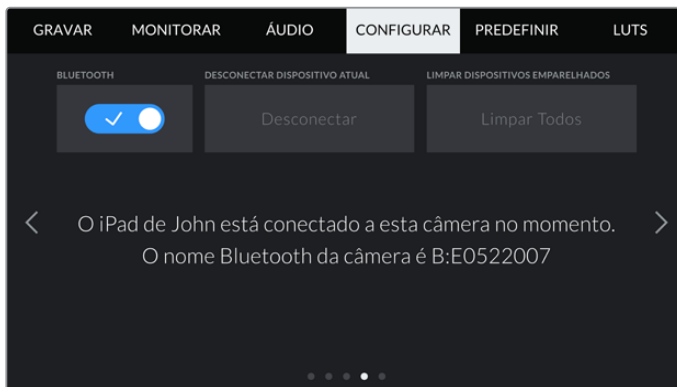 GRAVAR MONITORAR ÁUDIO CONFIGURAR PREDEFINIR LUTS
BLUETOOTH DESCONECTAR DISPOSITIVO ATUAL LIMPAR DISPOSITIVOS EMPARELHADOS
Desconectar Limpar Todos
O iPad de John está conectado a esta câmera no momento.
O nome Bluetooth da câmera é B:E0522007